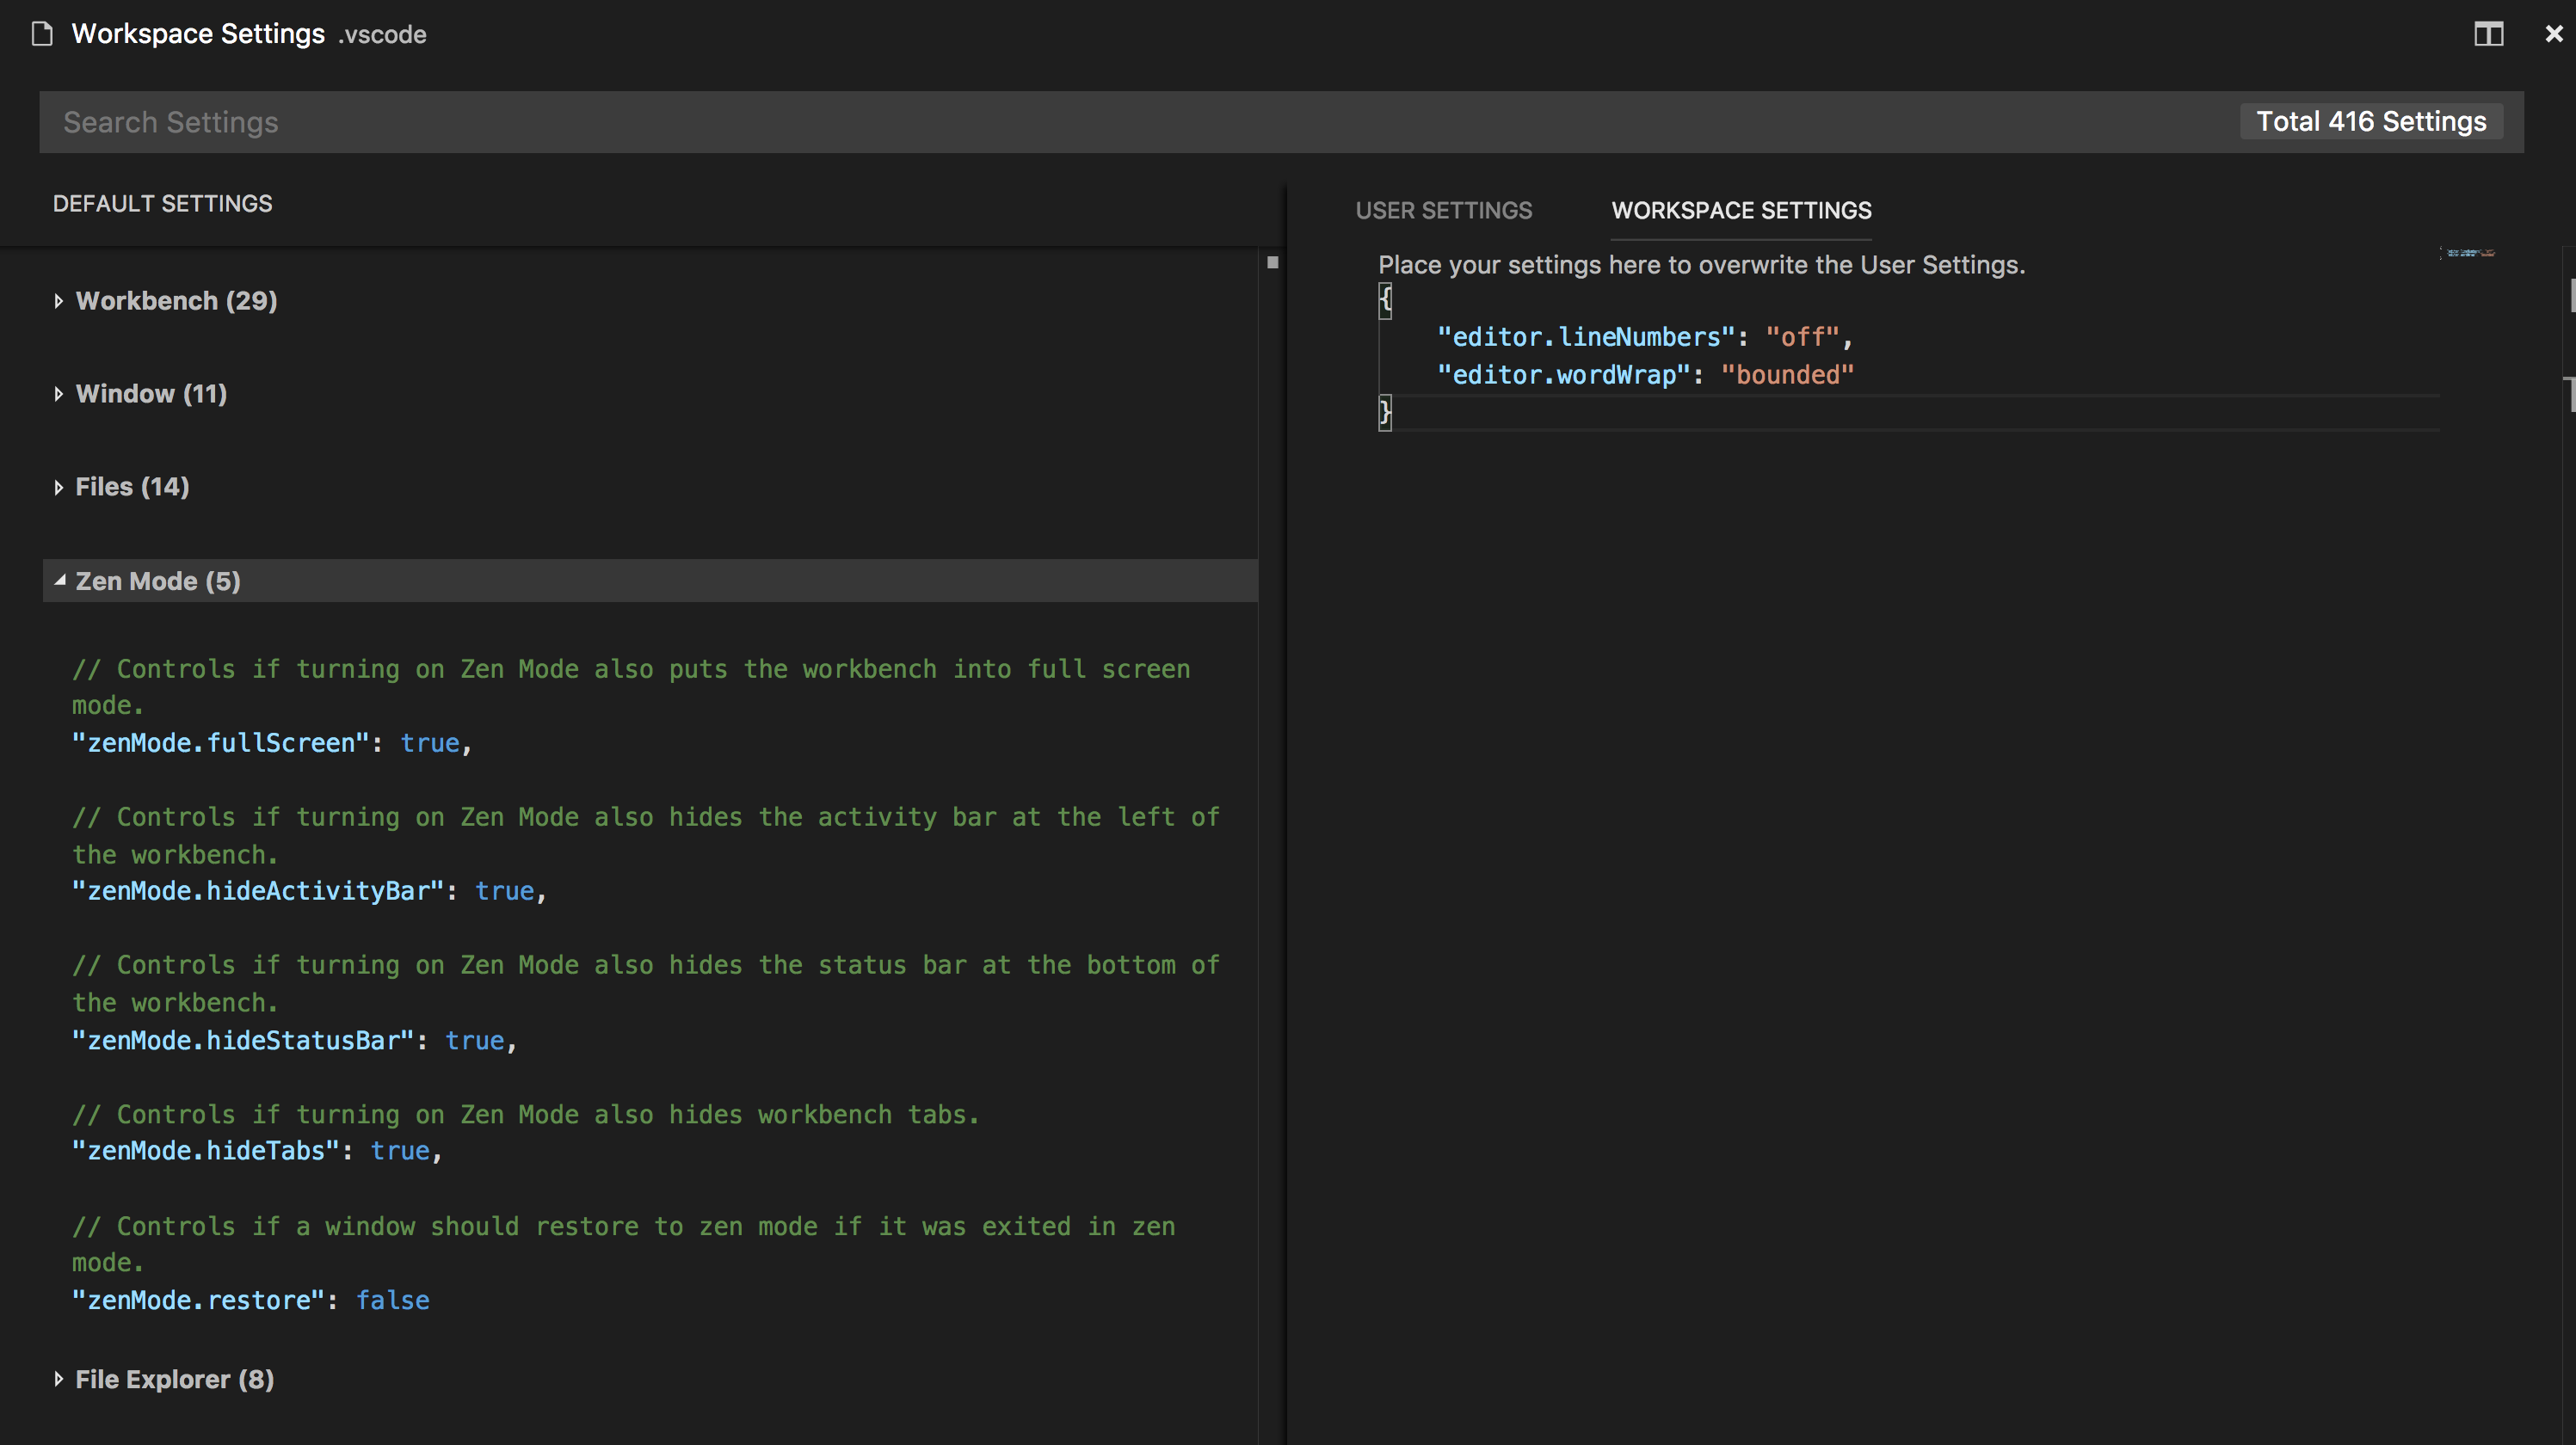 Workspace Settings .vscode
Search Settings
Total 416 Settings
DEFAULT SETTINGS
Workbench (29)
Window (11)
Files (14)
Zen Mode (5)
// Controls if turning on Zen Mode also puts the workbench into full screen
mode.
"zenMode.fullScreen": true,
// Controls if turning on Zen Mode also hides the activity bar at the left of
the workbench.
"zenMode.hideActivityBar": true,
// Controls if turning on Zen Mode also hides the status bar at the bottom of
the workbench.
"zenMode.hideStatusBar": true,
// Controls if turning on Zen Mode also hides workbench tabs.
"zenMode.hideTabs": true,
// Controls if a window should restore to zen mode if it was exited in zen
mode.
"zenMode.restore": false
File Explorer (8)
USER SETTINGS
WORKSPACE SETTINGS
Place your settings here to overwrite the User Settings.
{
"editor.lineNumbers": "off",
"editor.wordWrap": "bounded"
}